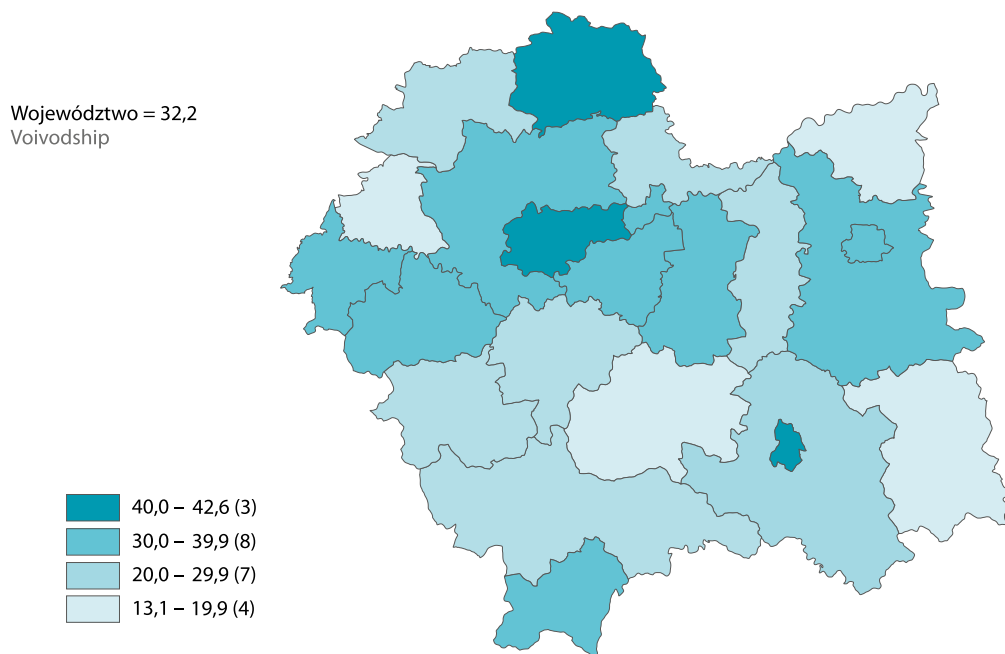 Województwo = 32,2
Voivodship
40,0 – 42,6 (3)
30,0 – 39,9 (8)
20,0 – 29,9 (7)
13,1 – 19,9 (4)